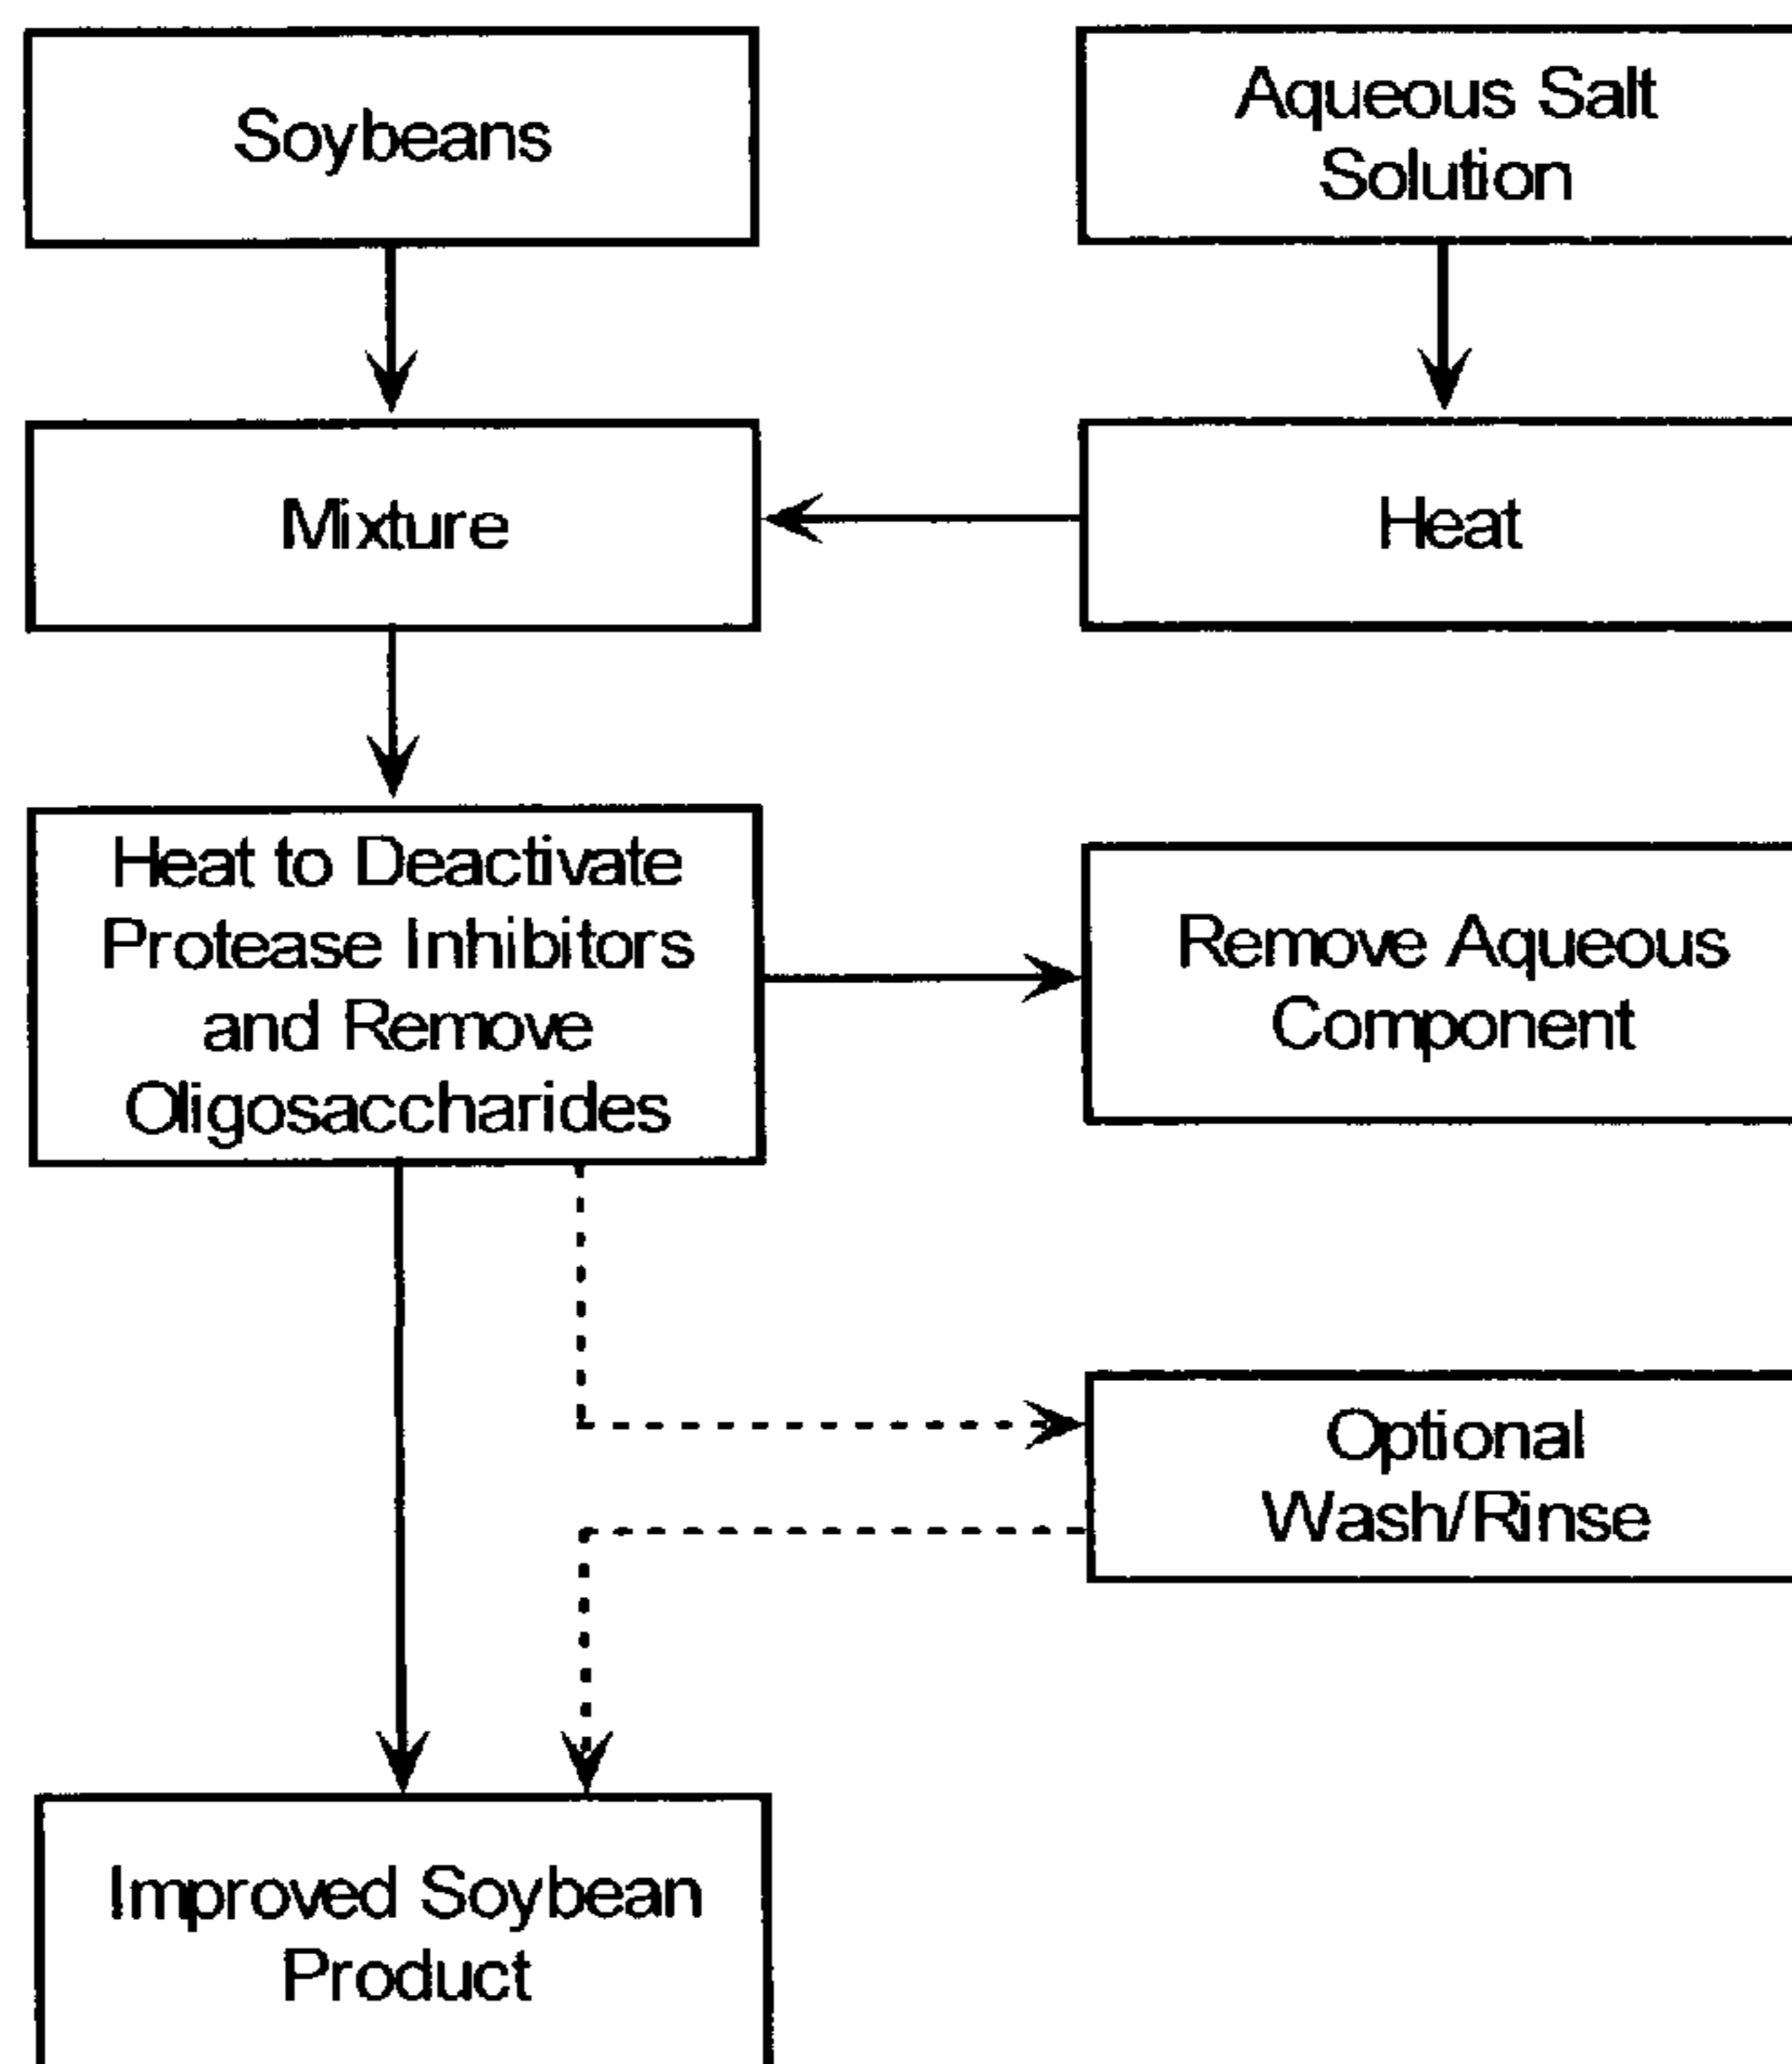 Soybeans
Aqueous Salt
Solution
Mixture
Heat
Heat to Deactivate
Protease Inhibitors
and Remove
Oligosaccharides
Remove Aqueous
Component
Optional
Wash/Rinse
Improved Soybean
Product